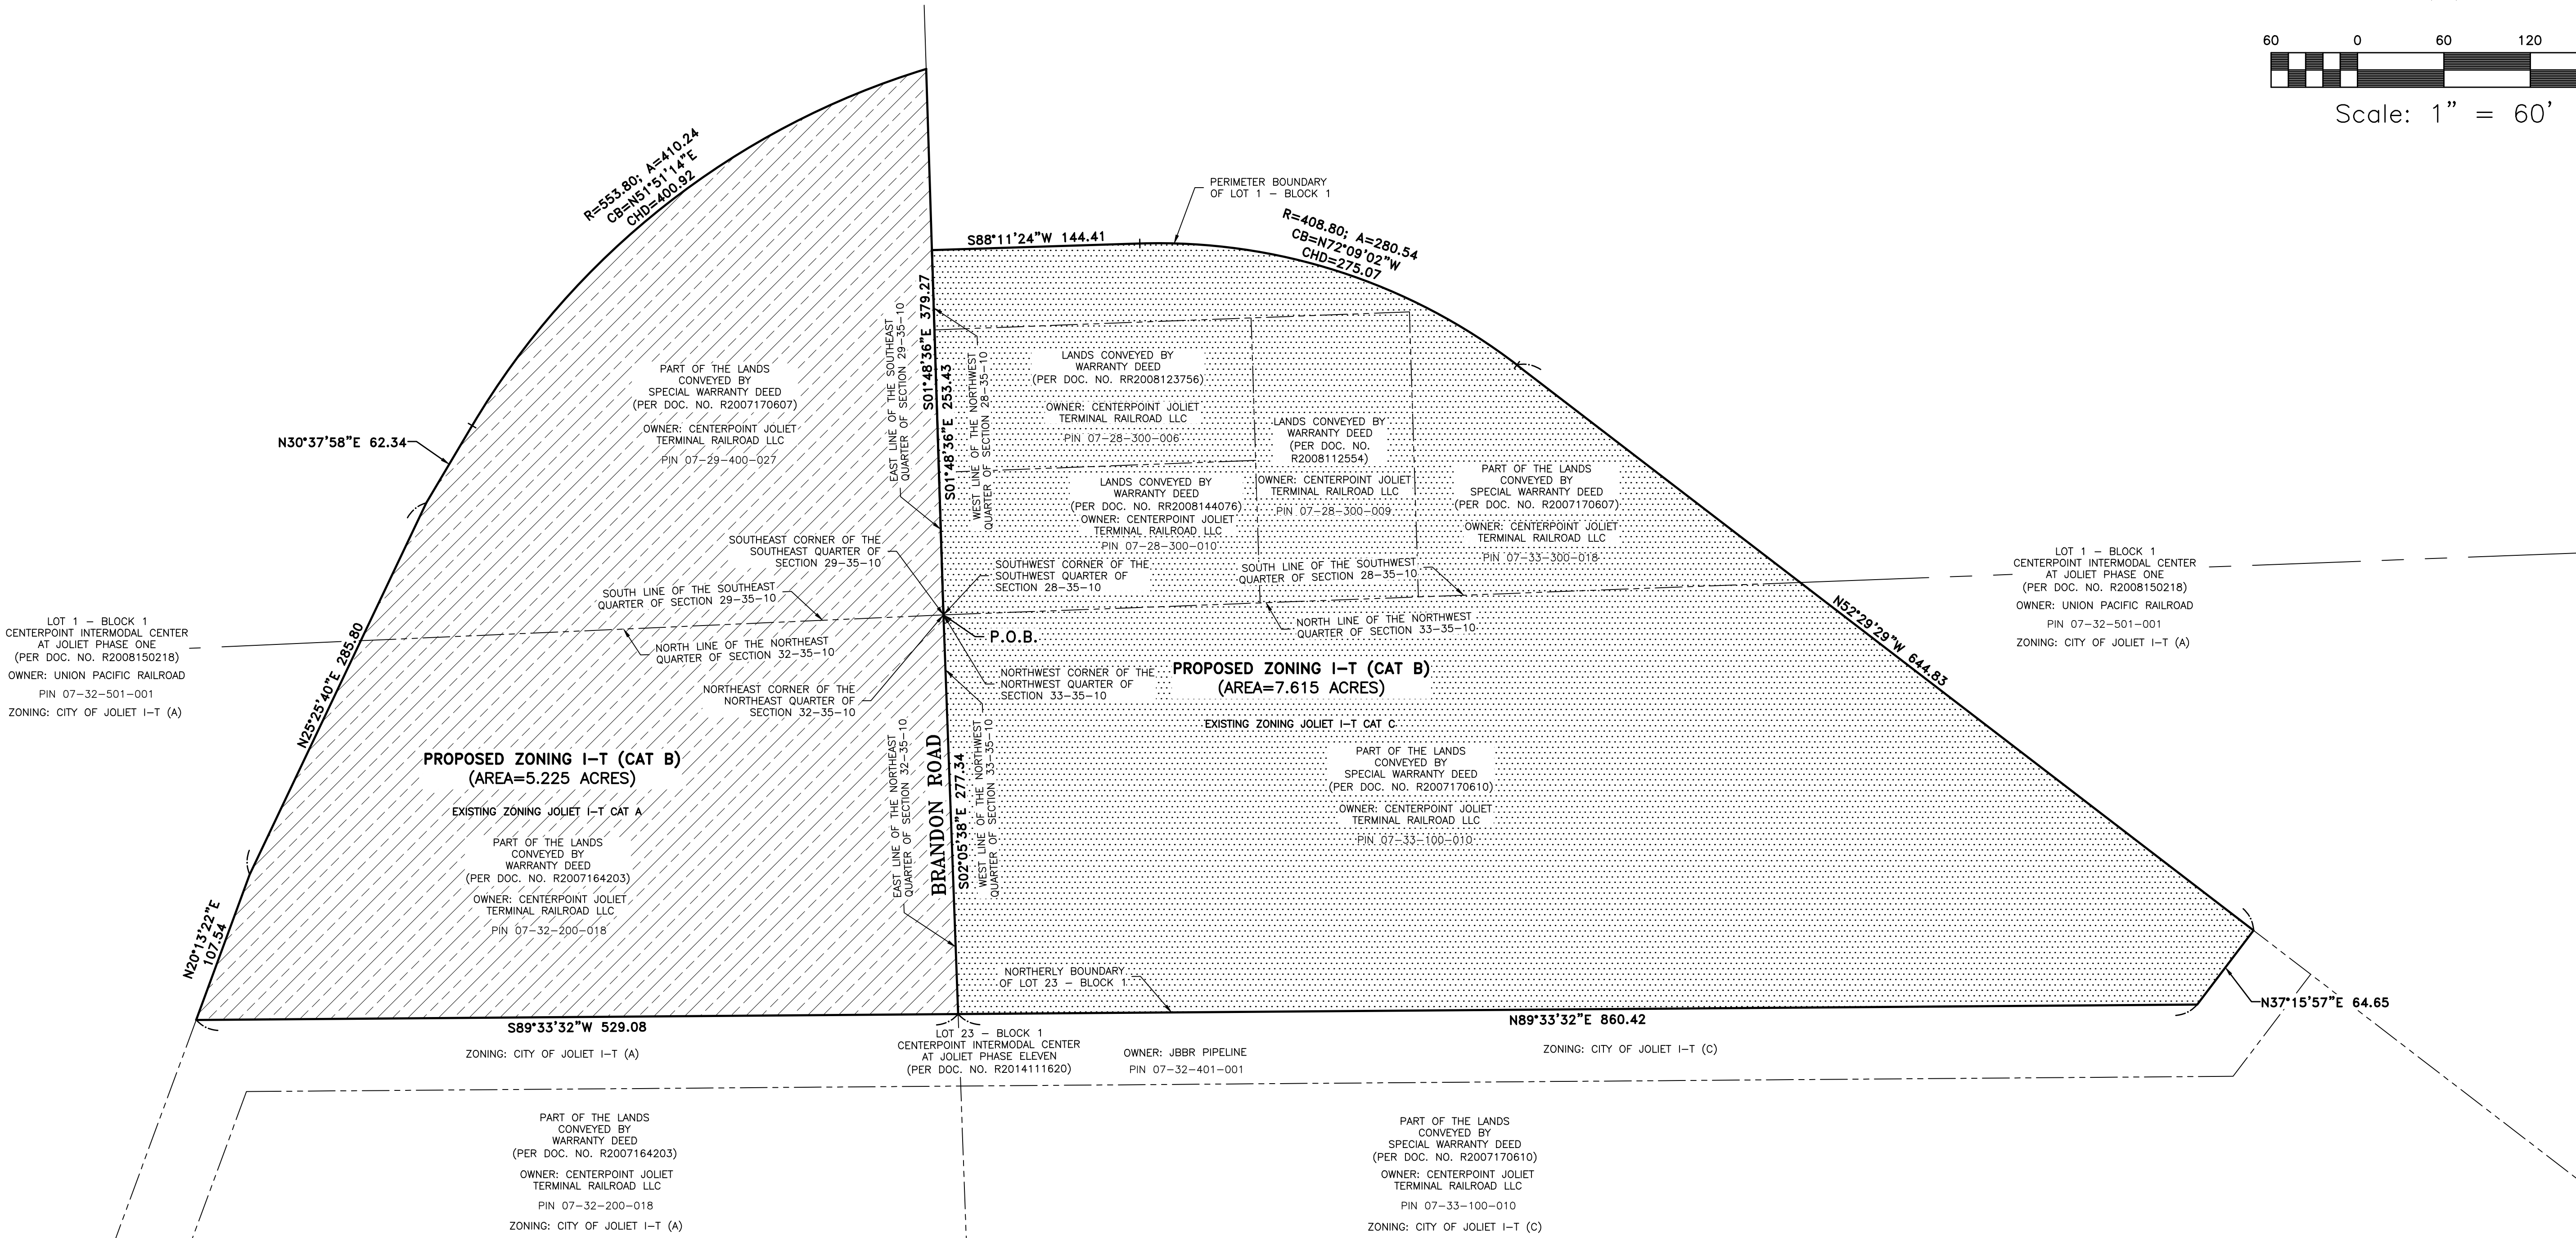 60 0 60 120
Scale: 1" = 60'
R=553.80; A=410.24
CB=N51°51'14"E
CHD=400.92
PERIMETER BOUNDARY
OF LOT 1 – BLOCK 1
S88°11'24"W 144.41
R=408.80; A=280.54
CB=N72°09'02"W
CHD=275.07
N30°37'58"E 62.34
PART OF THE LANDS
CONVEYED BY
SPECIAL WARRANTY DEED
(PER DOC. NO. R2007170607)
OWNER: CENTERPOINT JOLIET
TERMINAL RAILROAD LLC
PIN 07–29–400–027
EAST LINE OF THE SOUTHEAST
QUARTER OF SECTION 29–35–10
S01°48'36"E 379.27
S01°48'36"E 253.43
WEST LINE OF THE NORTHWEST
QUARTER OF SECTION 28–35–10
LANDS CONVEYED BY
WARRANTY DEED
(PER DOC. NO. RR2008123756)
OWNER: CENTERPOINT JOLIET
TERMINAL RAILROAD LLC
PIN 07–28–300–006
LANDS CONVEYED BY
WARRANTY DEED
(PER DOC. NO.
R2008112554)
OWNER: CENTERPOINT JOLIET
TERMINAL RAILROAD LLC
PIN 07–28–300–009
LANDS CONVEYED BY
WARRANTY DEED
(PER DOC. NO. RR2008144076)
OWNER: CENTERPOINT JOLIET
TERMINAL RAILROAD LLC
PIN 07–28–300–010
PART OF THE LANDS
CONVEYED BY
SPECIAL WARRANTY DEED
(PER DOC. NO. R2007170607)
OWNER: CENTERPOINT JOLIET
TERMINAL RAILROAD LLC
PIN 07–33–300–018
SOUTHEAST CORNER OF THE
SOUTHEAST QUARTER OF
SECTION 29–35–10
SOUTHWEST CORNER OF THE
SOUTHWEST QUARTER OF
SECTION 28–35–10
SOUTH LINE OF THE SOUTHWEST
QUARTER OF SECTION 28–35–10
SOUTH LINE OF THE SOUTHEAST
QUARTER OF SECTION 29–35–10
LOT 1 – BLOCK 1
CENTERPOINT INTERMODAL CENTER
AT JOLIET PHASE ONE
(PER DOC. NO. R2008150218)
OWNER: UNION PACIFIC RAILROAD
PIN 07–32–501–001
ZONING: CITY OF JOLIET I–T (A)
LOT 1 – BLOCK 1
CENTERPOINT INTERMODAL CENTER
AT JOLIET PHASE ONE
(PER DOC. NO. R2008150218)
OWNER: UNION PACIFIC RAILROAD
PIN 07–32–501–001
ZONING: CITY OF JOLIET I–T (A)
N25°25'40"E 285.80
NORTH LINE OF THE NORTHEAST
QUARTER OF SECTION 32–35–10
P.O.B.
NORTH LINE OF THE NORTHWEST
QUARTER OF SECTION 33–35–10
N52°29'29"W 644.83
NORTHEAST CORNER OF THE
NORTHEAST QUARTER OF
SECTION 32–35–10
NORTHWEST CORNER OF THE
NORTHWEST QUARTER OF
SECTION 33–35–10
PROPOSED ZONING I–T (CAT B)
(AREA=7.615 ACRES)
EXISTING ZONING JOLIET I–T CAT C
PART OF THE LANDS
CONVEYED BY
SPECIAL WARRANTY DEED
(PER DOC. NO. R2007170610)
OWNER: CENTERPOINT JOLIET
TERMINAL RAILROAD LLC
PIN 07–33–100–010
PROPOSED ZONING I–T (CAT B)
(AREA=5.225 ACRES)
EXISTING ZONING JOLIET I–T CAT A
PART OF THE LANDS
CONVEYED BY
WARRANTY DEED
(PER DOC. NO. R2007164203)
OWNER: CENTERPOINT JOLIET
TERMINAL RAILROAD LLC
PIN 07–32–200–018
EAST LINE OF THE NORTHEAST
QUARTER OF SECTION 32–35–10
BRANDON ROAD
S02°05'38"E 277.34
WEST LINE OF THE NORTHWEST
QUARTER OF SECTION 33–35–10
N20°13'22"E
107.54
NORTHERLY BOUNDARY
OF LOT 23 – BLOCK 1
N37°15'57"E 64.65
S89°33'32"W 529.08
N89°33'32"E 860.42
ZONING: CITY OF JOLIET I–T (A)
LOT 23 – BLOCK 1
CENTERPOINT INTERMODAL CENTER
AT JOLIET PHASE ELEVEN
(PER DOC. NO. R2014111620)
OWNER: JBBR PIPELINE
PIN 07–32–401–001
ZONING: CITY OF JOLIET I–T (C)
PART OF THE LANDS
CONVEYED BY
WARRANTY DEED
(PER DOC. NO. R2007164203)
OWNER: CENTERPOINT JOLIET
TERMINAL RAILROAD LLC
PIN 07–32–200–018
ZONING: CITY OF JOLIET I–T (A)
PART OF THE LANDS
CONVEYED BY
SPECIAL WARRANTY DEED
(PER DOC. NO. R2007170610)
OWNER: CENTERPOINT JOLIET
TERMINAL RAILROAD LLC
PIN 07–33–100–010
ZONING: CITY OF JOLIET I–T (C)